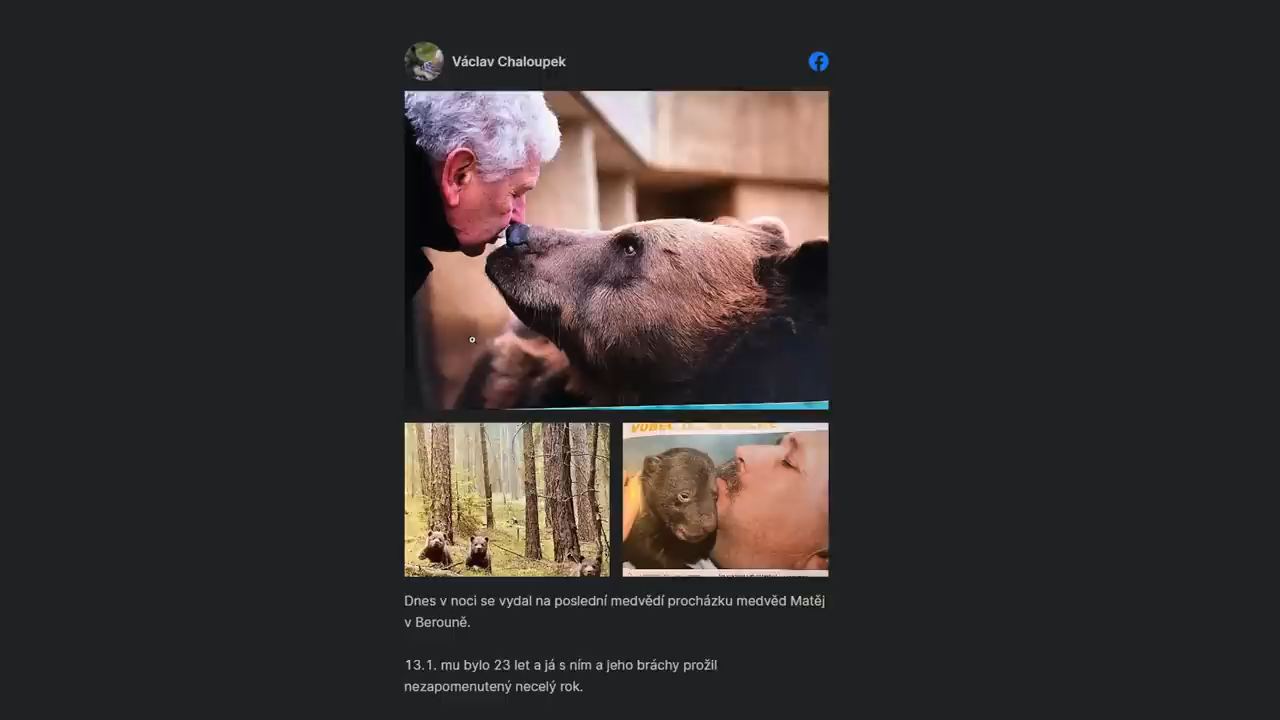 Václav Chaloupek
Dnes v noci se vydal na poslední medvědí procházku medvěd Matěj
v Berouně.
13.1. mu bylo 23 let a já s ním a jeho bráchy prožil
nezapomenutený necelý rok.